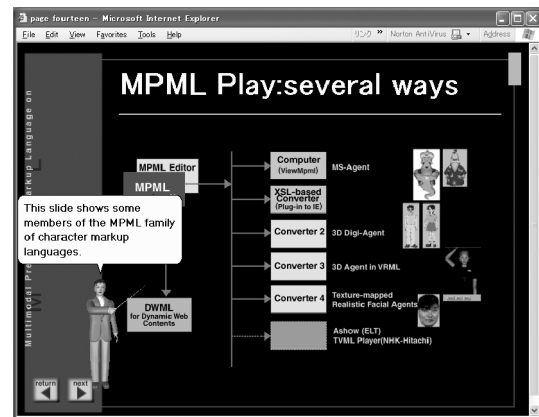 page fourteen - Microsoft Internet Explorer
File Edit View Favorites Tools Help
リンク » Norton AntiVirus
Address
MPML Play:several ways
MPML Editor
MPML
This slide shows some
members of the MPML family
of character markup
languages.
DWML
for Dynamic Web
Contents
Computer
(ViewMpml)
MS-Agent
XSL-based
Converter
(Plug-in to IE)
Converter 2
3D Digi-Agent
Converter 3
3D Agent in VRML
Converter 4
Texture-mapped
Realistic Facial Agents
Ashow (ELT)
TVML Player(NHK-Hitachi)
return
next
Multimodal Pre
arkup Language on